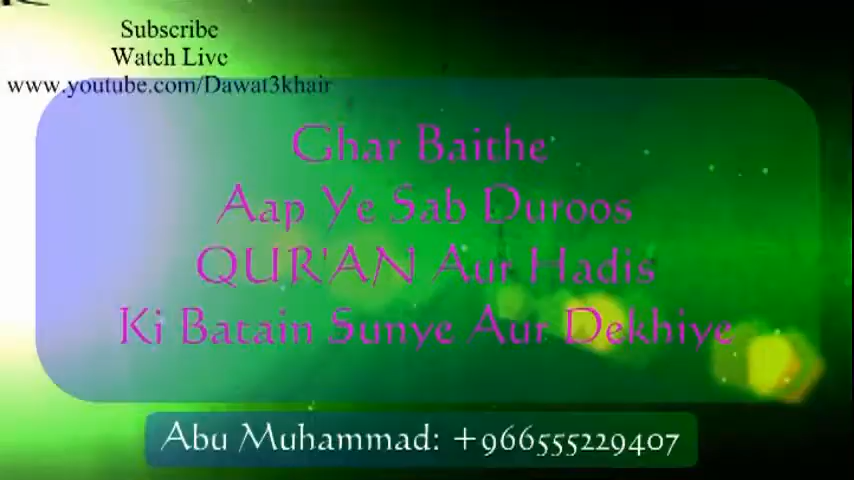 Subscribe
Watch Live
www.youtube.com/Dawat3khair
Ghar Baithe
Aap Ye Sab Duroos
QUR'AN Aur Hadis
Ki Batain Sunye Aur Dekhiye
Abu Muhammad: +966555229407